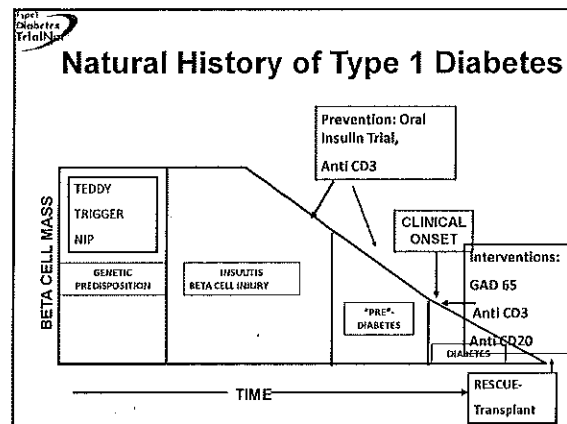 Type1
Diabetes
TrialNet
Natural History of Type 1 Diabetes
Prevention: Oral
Insulin Trial,
Anti CD3
BETA CELL MASS
TEDDY
TRIGGER
NIP
GENETIC
PREDISPOSITION
INSULITIS
BETA CELL INJURY
"PRE"-
DIABETES
CLINICAL
ONSET
Interventions:
GAD 65
Anti CD3
Anti CD20
DIABETES
TIME
RESCUE-
Transplant